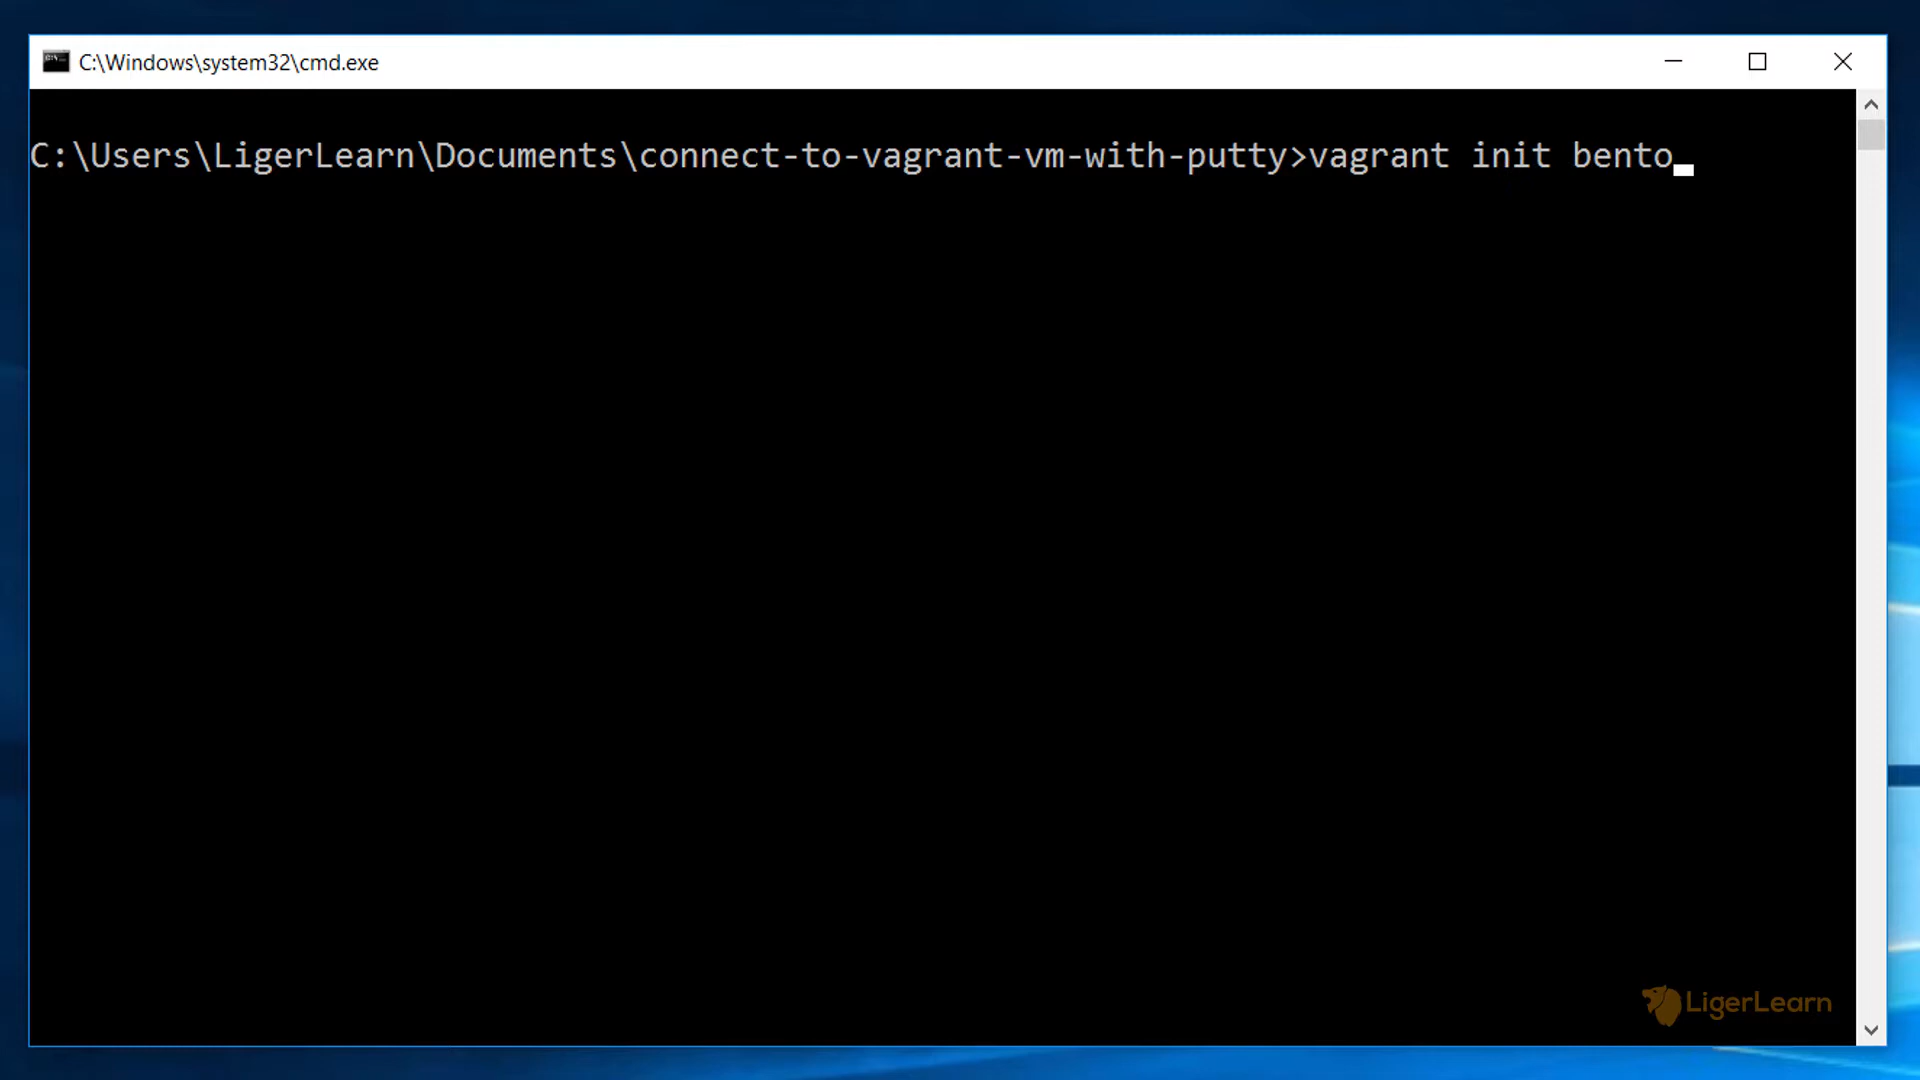 C:\Windows\system32\cmd.exe
C:\Users\LigerLearn\Documents\connect-to-vagrant-vm-with-putty>vagrant init bento
LigerLearn